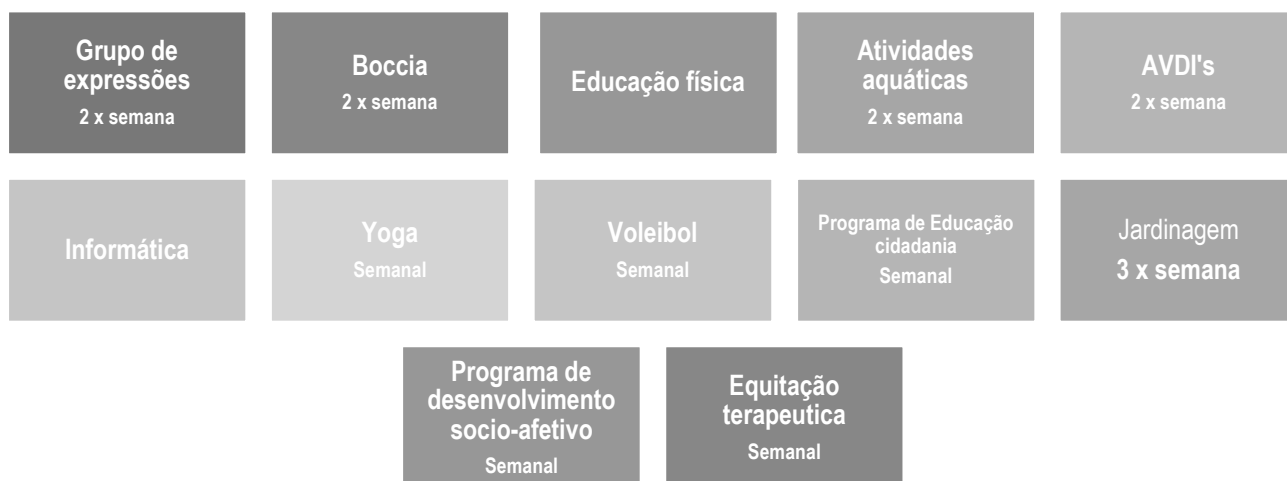 Grupo de
expressões
2 x semana
Boccia
2 x semana
Educação física
Atividades
aquáticas
2 x semana
AVDI's
2 x semana
Informática
Yoga
Semanal
Voleibol
Semanal
Programa de Educação
cidadania
Semanal
Jardinagem
3 x semana
Programa de
desenvolvimento
socio-afetivo
Semanal
Equitação
terapeutica
Semanal